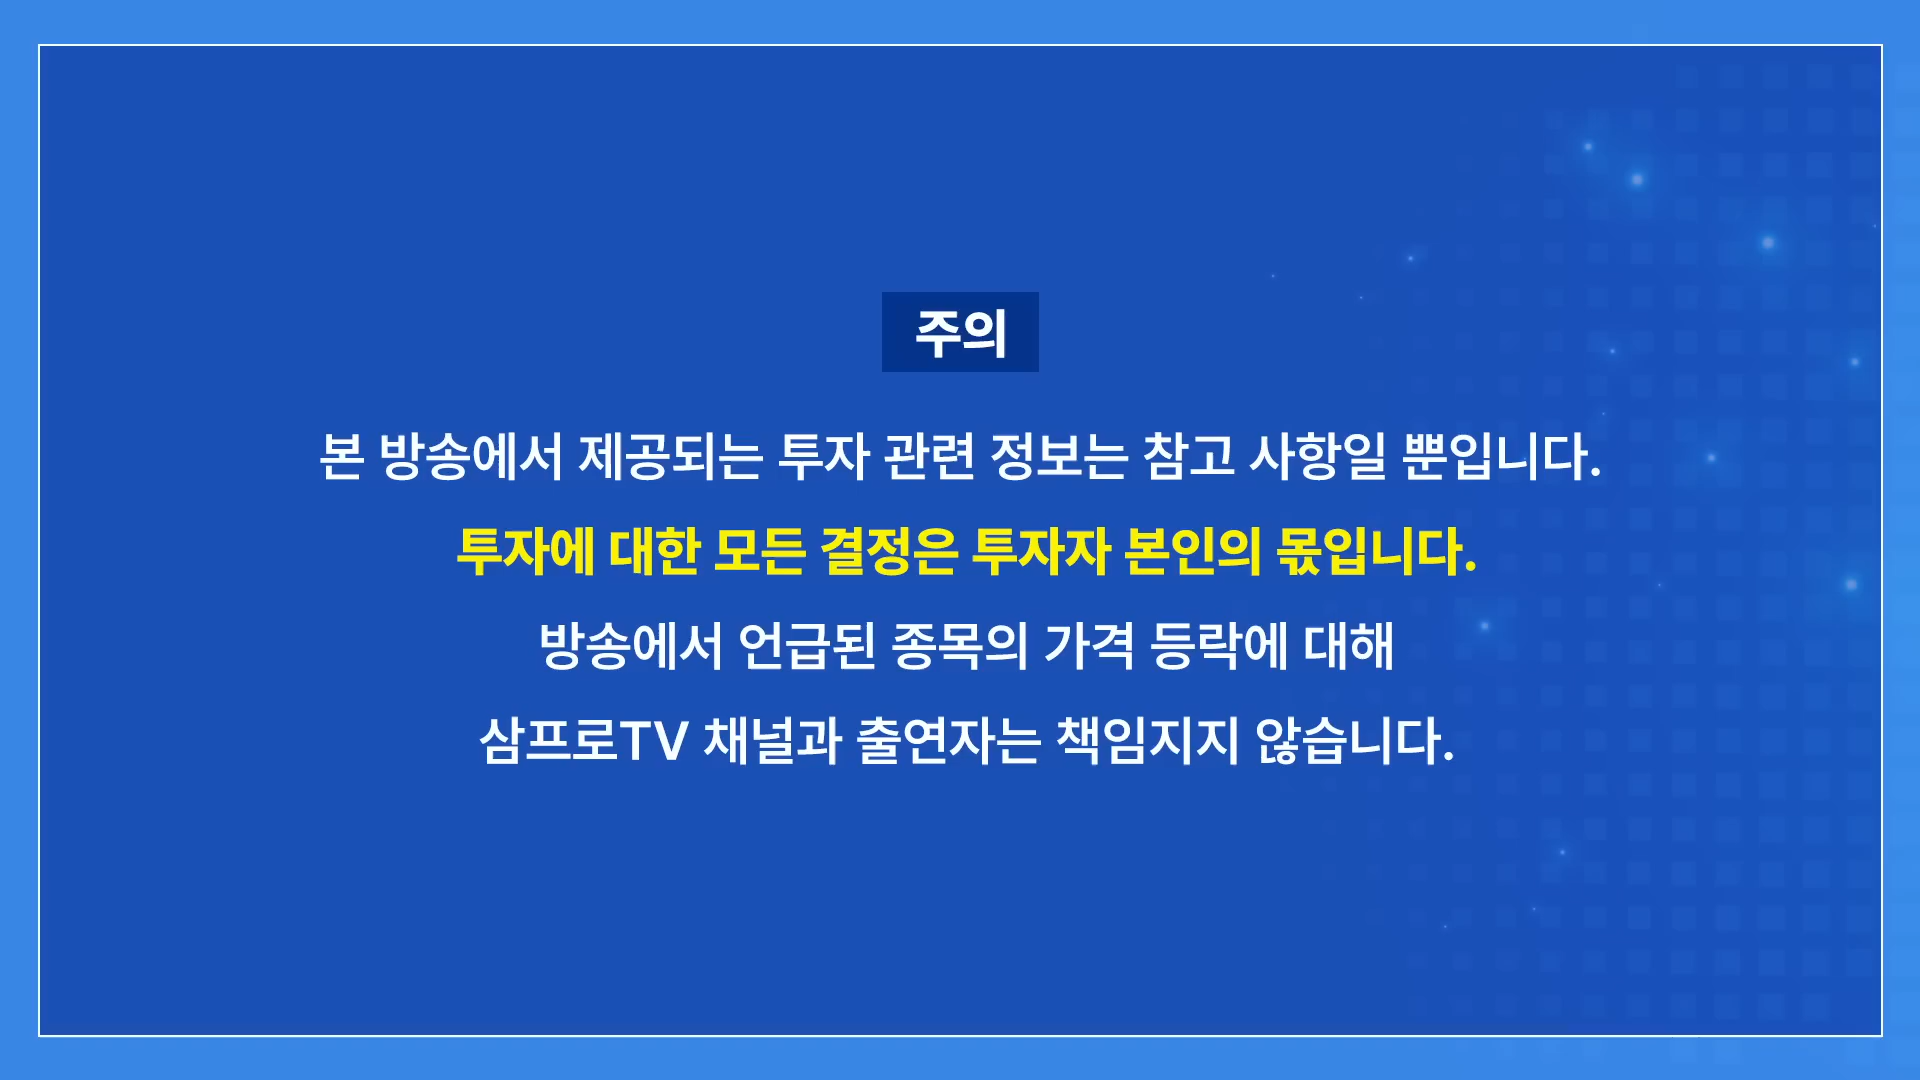 주의
본 방송에서 제공되는 투자 관련 정보는 참고 사항일 뿐입니다.
투자에 대한 모든 결정은 투자자 본인의 몫입니다.
방송에서 언급된 종목의 가격 등락에 대해
삼프로TV 채널과 출연자는 책임지지 않습니다.